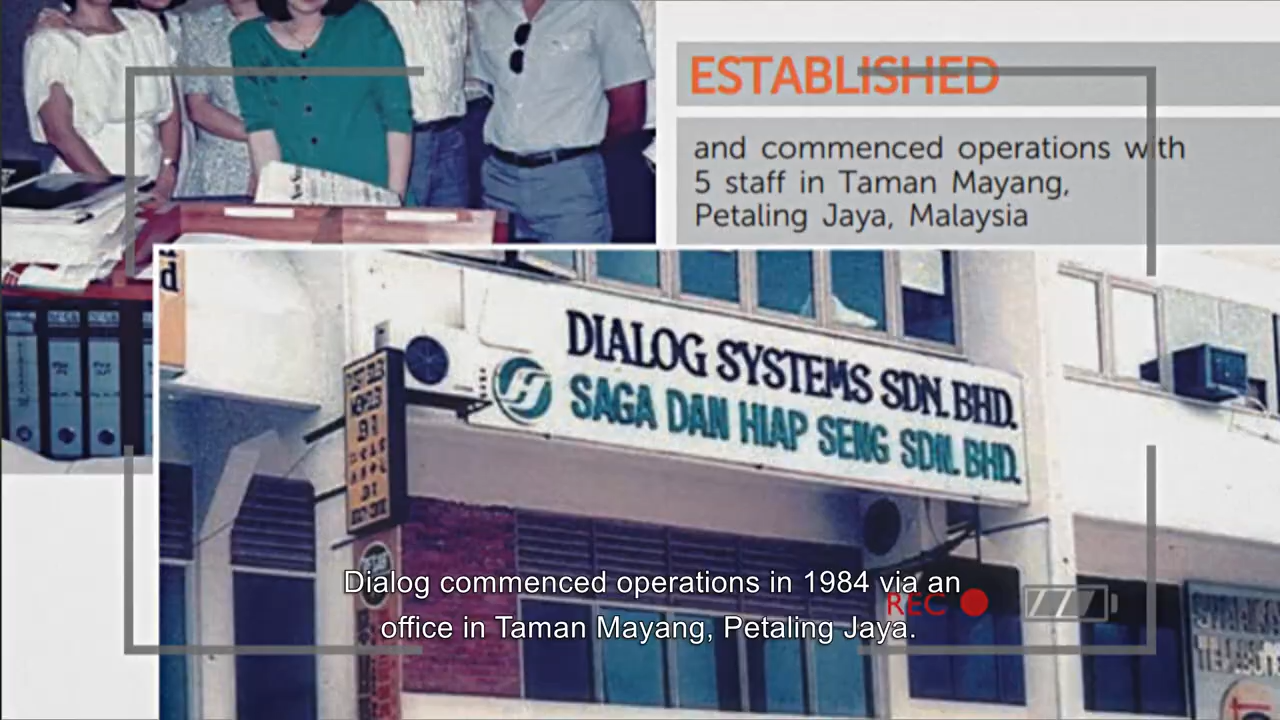 ESTABLISHED
and commenced operations with
5 staff in Taman Mayang,
Petaling Jaya, Malaysia
DIALOG SYSTEMS SDN. BHD.
SAGA DAN HIAP SENG SDN. BHD.
Dialog commenced operations in 1984 via an
office in Taman Mayang, Petaling Jaya.
REC